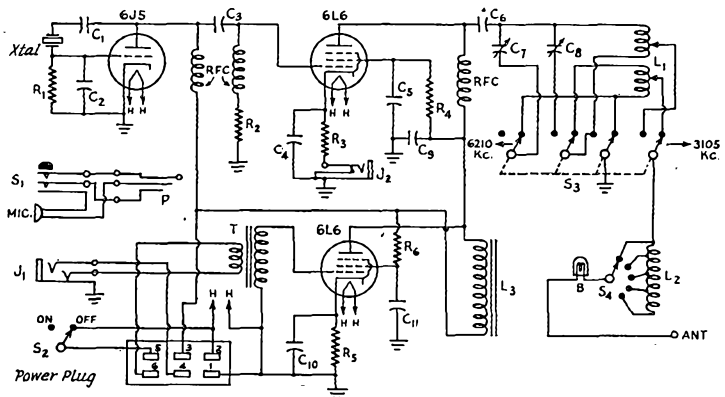 6J5
6L6
Xtal
C1
C3
C6
R1
C2
H H
RFC
R2
C4
R3
H H
J2
C5
R4
C9
RFC
C7
C8
L1
6210 KC.
3105 KC.
S3
S1
MIC.
P
J1
T
6L6
R6
H H
C11
C10
R5
H H
L3
L2
B
S4
ANT
ON OFF
S2
5 3 2
6 4 1
Power Plug